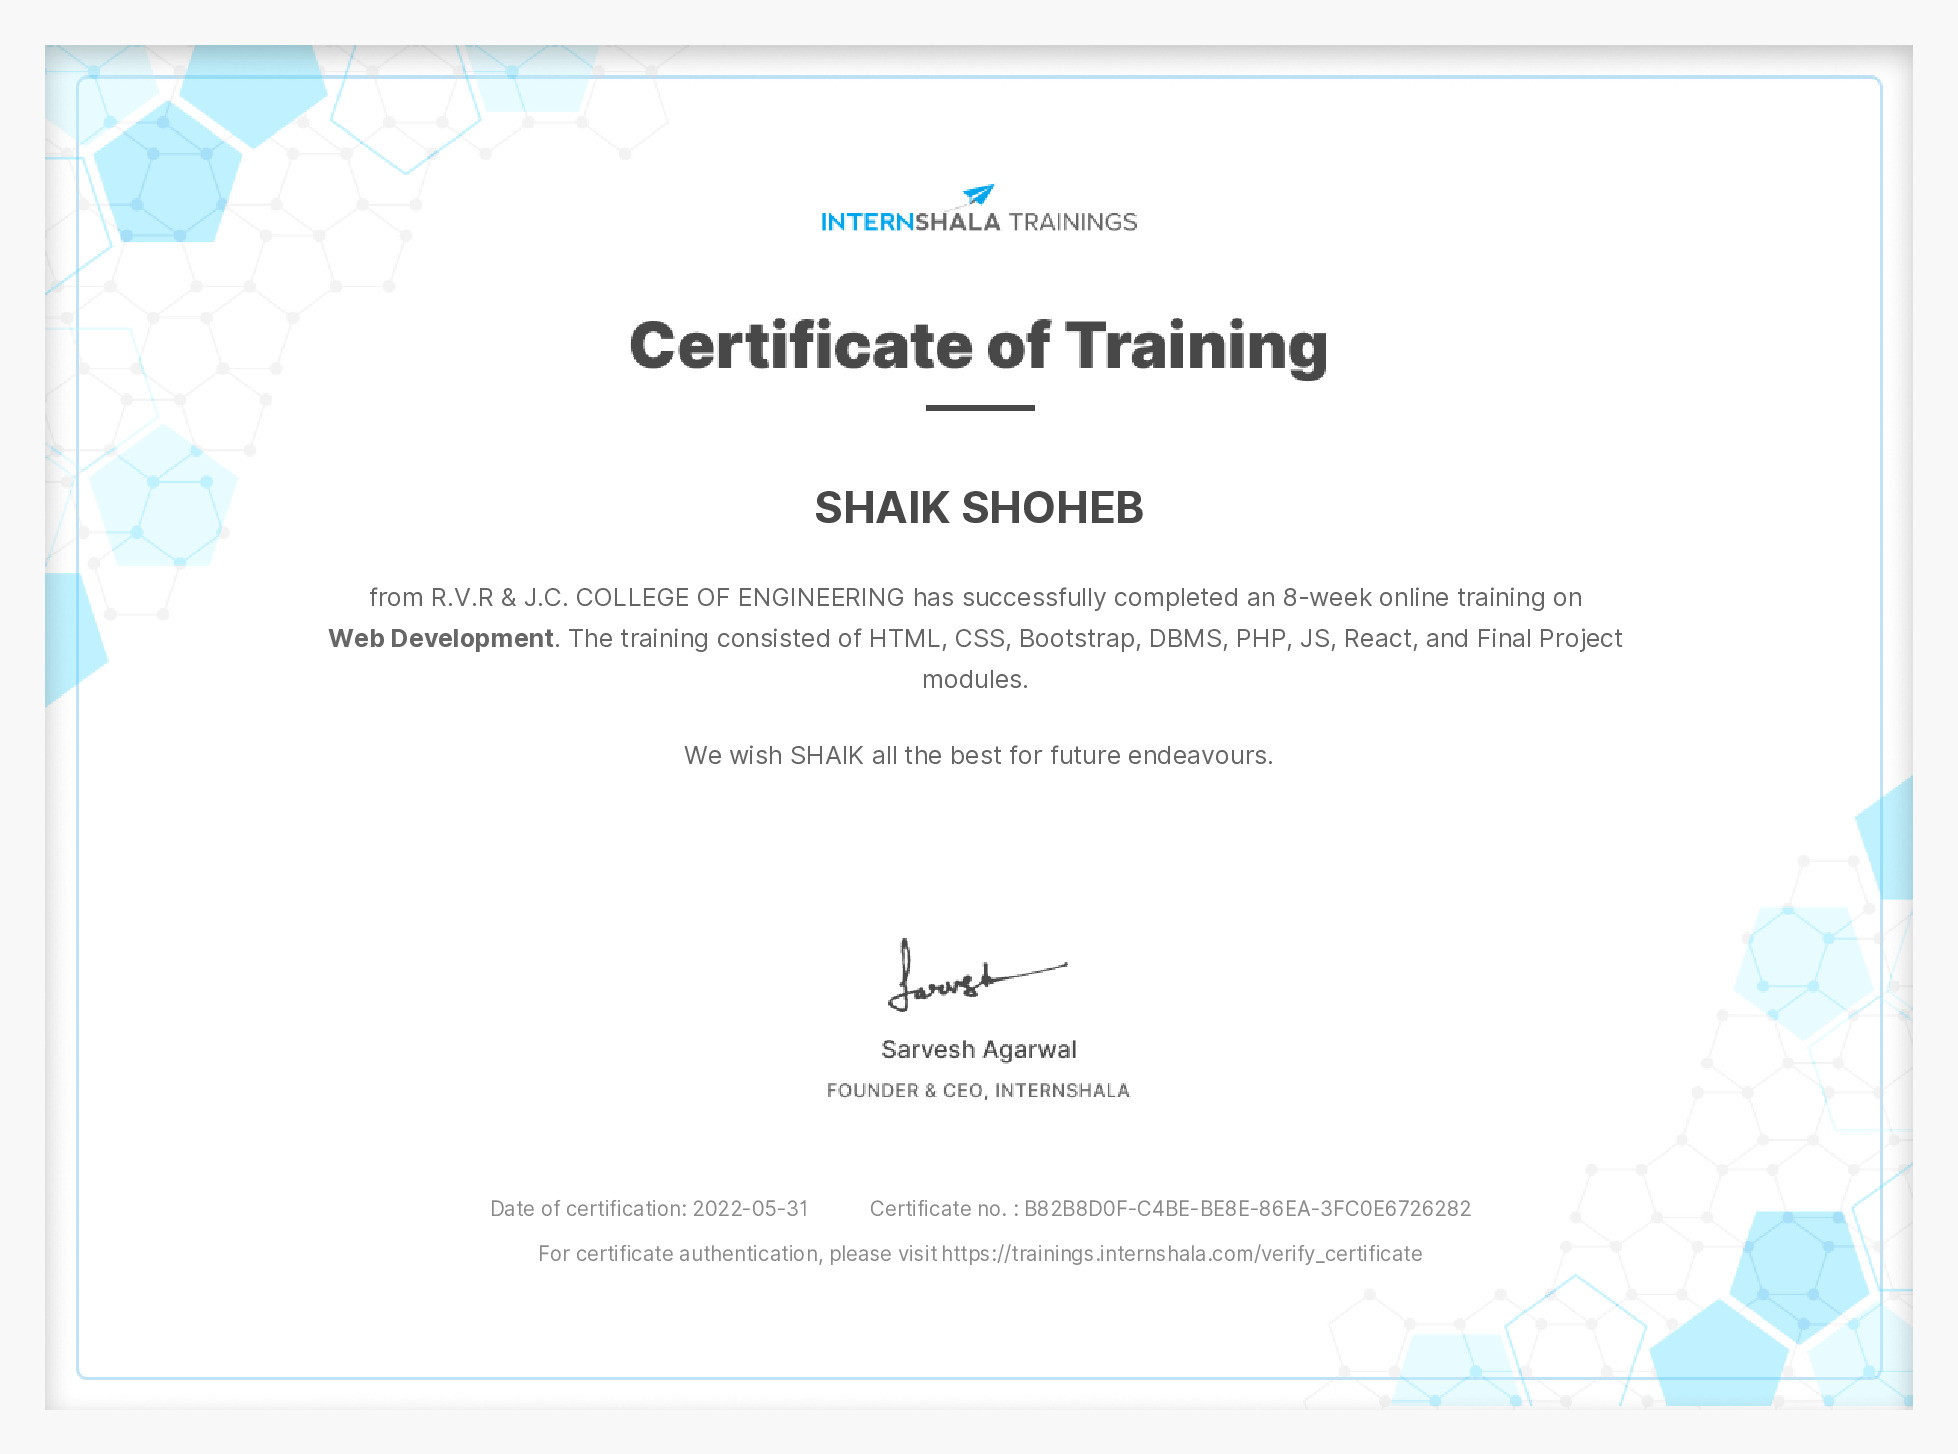 INTERNSHALA TRAININGS
Certificate of Training
SHAIK SHOHEB
from R.V.R & J.C. COLLEGE OF ENGINEERING has successfully completed an 8-week online training on
Web Development. The training consisted of HTML, CSS, Bootstrap, DBMS, PHP, JS, React, and Final Project
modules.
We wish SHAIK all the best for future endeavours.
Sarvesh
Sarvesh Agarwal
FOUNDER & CEO, INTERNSHALA
Date of certification: 2022-05-31 Certificate no. : B82B8D0F-C4BE-BE8E-86EA-3FC0E6726282
For certificate authentication, please visit https://trainings.internshala.com/verify_certificate